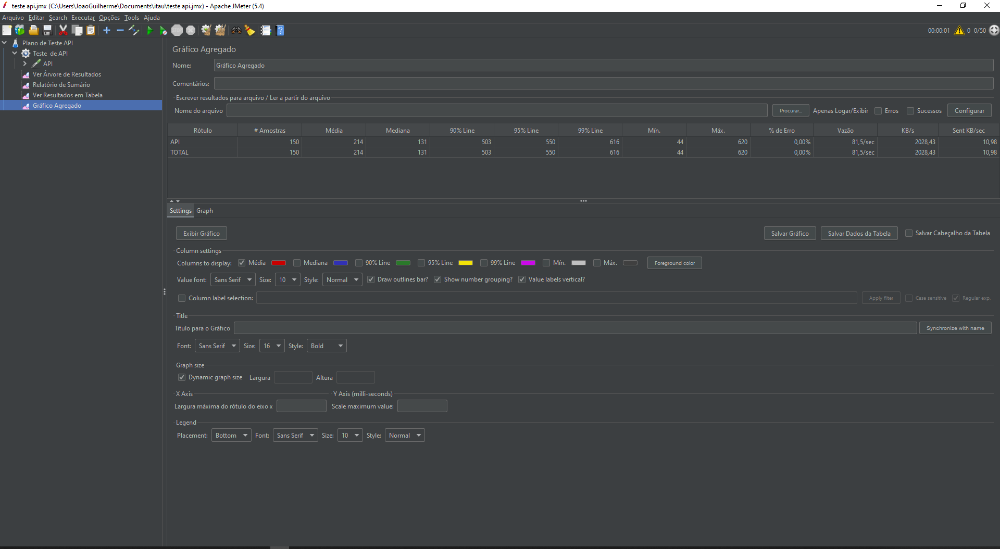 teste api.jmx (C:\Users\JoaoGuilherme\Documents\itau\teste api.jmx) - Apache JMeter (5.4)
Arquivo Editar Search Executar Opções Tools Ajuda
00:00:01 0 0/50
Plano de Teste API
Teste de API
API
Ver Árvore de Resultados
Relatório de Sumário
Ver Resultados em Tabela
Gráfico Agregado
Gráfico Agregado
Nome: Gráfico Agregado
Comentários:
Escrever resultados para arquivo / Ler a partir do arquivo
Nome do arquivo Procurar... Apenas Logar/Exibir Erros Sucessos Configurar
Rótulo # Amostras Média Mediana 90% Line 95% Line 99% Line Mín. Máx. % de Erro Vazão KB/s Sent KB/sec
API 150 214 131 503 550 616 44 620 0,00% 81,5/sec 2028,43 10,98
TOTAL 150 214 131 503 550 616 44 620 0,00% 81,5/sec 2028,43 10,98
Settings Graph
Exibir Gráfico Salvar Gráfico Salvar Dados da Tabela Salvar Cabeçalho da Tabela
Column settings
Columns to display: Média Mediana 90% Line 95% Line 99% Line Mín. Máx. Foreground color
Value font: Sans Serif Size: 10 Style: Normal Draw outlines bar? Show number grouping? Value labels vertical?
Column label selection: Apply filter Case sensitive Regular exp.
Title
Título para o Gráfico Synchronize with name
Font: Sans Serif Size: 16 Style: Bold
Graph size
Dynamic graph size Largura Altura
X Axis Y Axis (milli-seconds)
Largura máxima do rótulo do eixo x Scale maximum value:
Legend
Placement: Bottom Font: Sans Serif Size: 10 Style: Normal